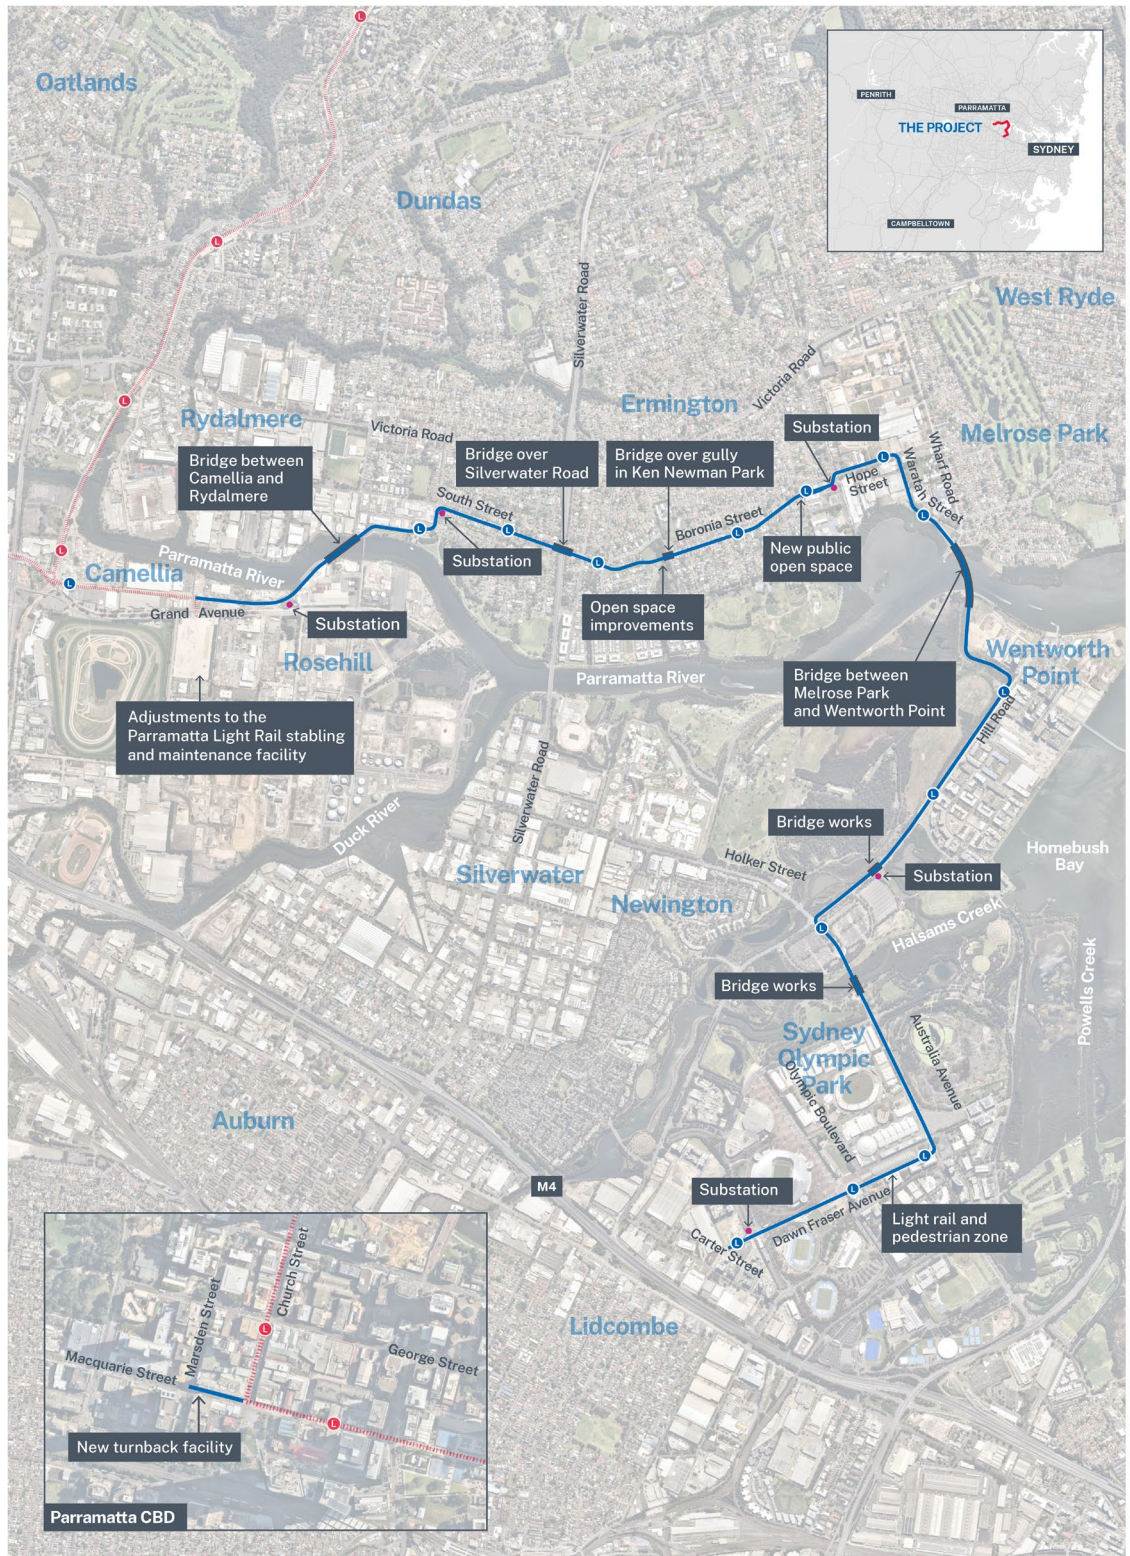 Oatlands
PENRITH
PARRAMATTA
THE PROJECT
SYDNEY
CAMPBELLTOWN
L
Dundas
L
Silverwater Road
West Ryde
Victoria Road
L
Rydalmere
Ermington
Melrose Park
Victoria Road
Substation
Wharf Road
Waratah Street
Bridge between
Camellia and
Rydalmere
Bridge over
Silverwater Road
Bridge over gully
in Ken Newman Park
L
Hope
Street
South Street
L
Boronia Street
L
L
L
L
L
L
Substation
New public
open space
Parramatta River
Camellia
L
L
Grand Avenue
Substation
Open space
improvements
Rosehill
Parramatta River
Bridge between
Melrose Park
and Wentworth Point
Wentworth
Point
L
Hill Road
Adjustments to the
Parramatta Light Rail stabling
and maintenance facility
Silverwater Road
L
Duck River
Bridge works
Holker Street
Homebush
Bay
Silverwater
Substation
Newington
L
Halsams Creek
Powells Creek
Bridge works
Sydney
Olympic
Park
Australia Avenue
Olympic Boulevard
Auburn
L
M4
Substation
L
Dawn Fraser Avenue
Light rail and
pedestrian zone
L
Carter Street
Lidcombe
Church Street
Marsden Street
L
Macquarie Street
George Street
L
New turnback facility
Parramatta CBD